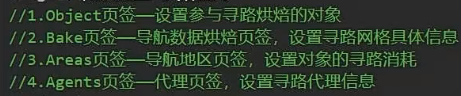 //1.Object页签—设置参与寻路烘焙的对象
//2.Bake页签—导航数据烘焙页签，设置寻路网格具体信息
//3.Areas页签—导航地区页签，设置对象的寻路消耗
//4.Agents页签—代理页签，设置寻路代理信息